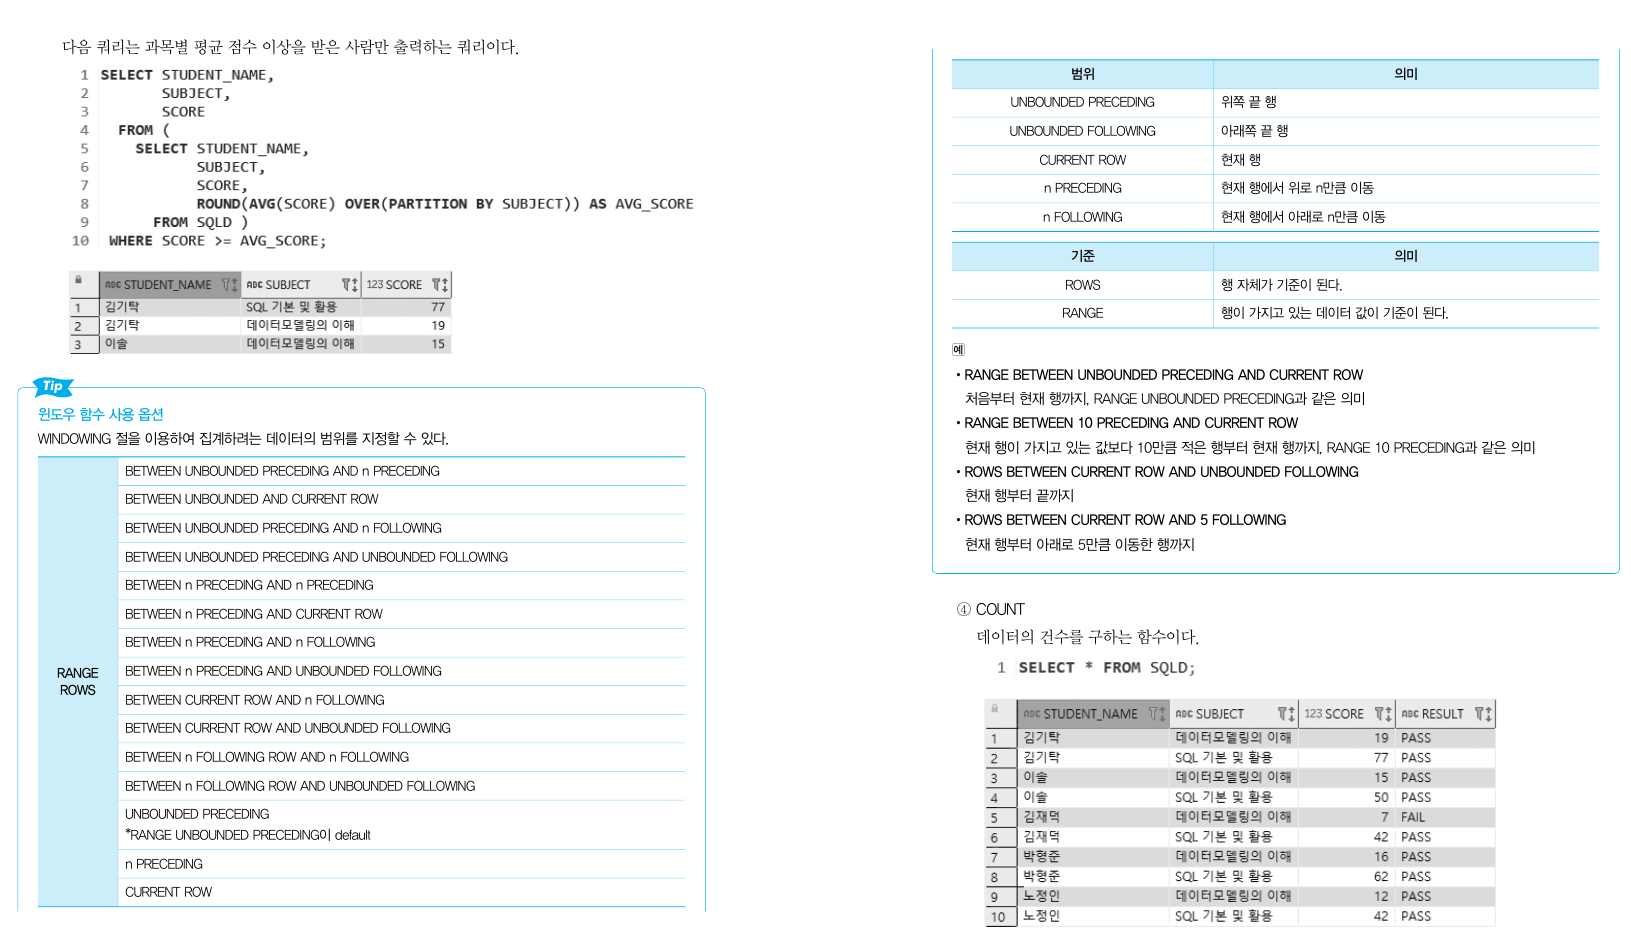 다음 쿼리는 과목별 평균 점수 이상을 받은 사람만 출력하는 쿼리이다.
1 SELECT STUDENT_NAME,
2 SUBJECT,
3 SCORE
4 FROM (
5 SELECT STUDENT_NAME,
6 SUBJECT,
7 SCORE,
8 ROUND(AVG(SCORE) OVER(PARTITION BY SUBJECT)) AS AVG_SCORE
9 FROM SQLD )
10 WHERE SCORE >= AVG_SCORE;
ABC STUDENT_NAME ABC SUBJECT 123 SCORE
1 김기탁 SQL 기본 및 활용 77
2 김기탁 데이터모델링의 이해 19
3 이솔 데이터모델링의 이해 15
Tip
윈도우 함수 사용 옵션
WINDOWING 절을 이용하여 집계하려는 데이터의 범위를 지정할 수 있다.
RANGE
ROWS
BETWEEN UNBOUNDED PRECEDING AND n PRECEDING
BETWEEN UNBOUNDED AND CURRENT ROW
BETWEEN UNBOUNDED PRECEDING AND n FOLLOWING
BETWEEN UNBOUNDED PRECEDING AND UNBOUNDED FOLLOWING
BETWEEN n PRECEDING AND n PRECEDING
BETWEEN n PRECEDING AND CURRENT ROW
BETWEEN n PRECEDING AND n FOLLOWING
BETWEEN n PRECEDING AND UNBOUNDED FOLLOWING
BETWEEN CURRENT ROW AND n FOLLOWING
BETWEEN CURRENT ROW AND UNBOUNDED FOLLOWING
BETWEEN n FOLLOWING ROW AND n FOLLOWING
BETWEEN n FOLLOWING ROW AND UNBOUNDED FOLLOWING
UNBOUNDED PRECEDING
*RANGE UNBOUNDED PRECEDING이 default
n PRECEDING
CURRENT ROW
범위 의미
UNBOUNDED PRECEDING 위쪽 끝 행
UNBOUNDED FOLLOWING 아래쪽 끝 행
CURRENT ROW 현재 행
n PRECEDING 현재 행에서 위로 n만큼 이동
n FOLLOWING 현재 행에서 아래로 n만큼 이동
기준 의미
ROWS 행 자체가 기준이 된다.
RANGE 행이 가지고 있는 데이터 값이 기준이 된다.
예
• RANGE BETWEEN UNBOUNDED PRECEDING AND CURRENT ROW
처음부터 현재 행까지, RANGE UNBOUNDED PRECEDING과 같은 의미
• RANGE BETWEEN 10 PRECEDING AND CURRENT ROW
현재 행이 가지고 있는 값보다 10만큼 적은 행부터 현재 행까지, RANGE 10 PRECEDING과 같은 의미
• ROWS BETWEEN CURRENT ROW AND UNBOUNDED FOLLOWING
현재 행부터 끝까지
• ROWS BETWEEN CURRENT ROW AND 5 FOLLOWING
현재 행부터 아래로 5만큼 이동한 행까지
④ COUNT
데이터의 건수를 구하는 함수이다.
1 SELECT * FROM SQLD;
ABC STUDENT_NAME ABC SUBJECT 123 SCORE ABC RESULT
1 김기탁 데이터모델링의 이해 19 PASS
2 김기탁 SQL 기본 및 활용 77 PASS
3 이솔 데이터모델링의 이해 15 PASS
4 이솔 SQL 기본 및 활용 50 PASS
5 김재덕 데이터모델링의 이해 7 FAIL
6 김재덕 SQL 기본 및 활용 42 PASS
7 박형준 데이터모델링의 이해 16 PASS
8 박형준 SQL 기본 및 활용 62 PASS
9 노정인 데이터모델링의 이해 12 PASS
10 노정인 SQL 기본 및 활용 42 PASS